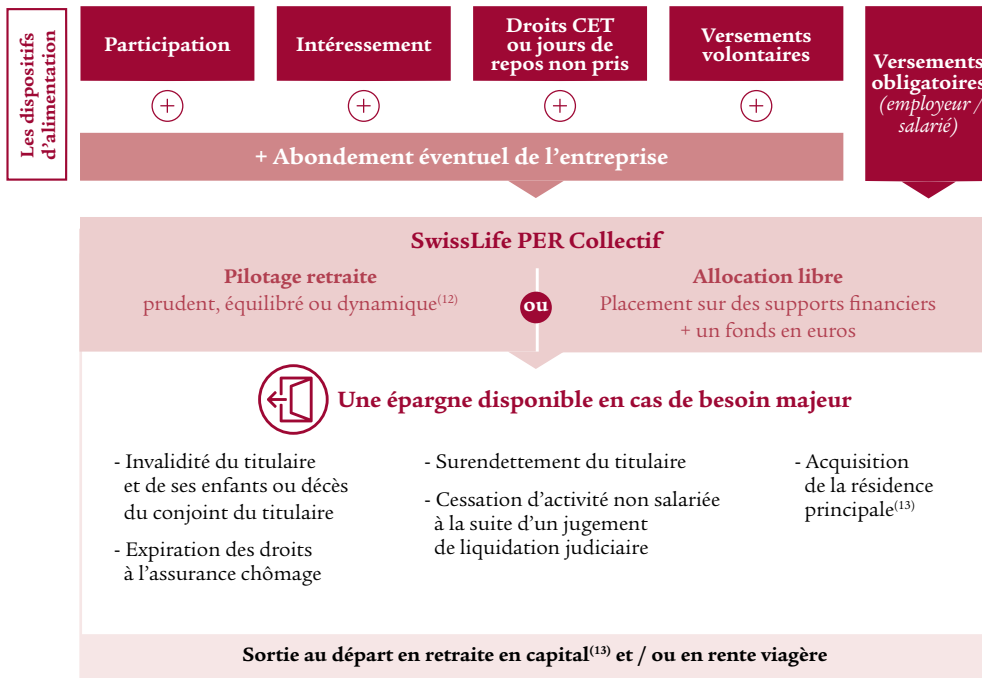 Les dispositifs
d'alimentation
Participation
Intéressement
Droits CET
ou jours de
repos non pris
Versements
volontaires
Versements
obligatoires
(employeur /
salarié)
+ Abondement éventuel de l'entreprise
SwissLife PER Collectif
Pilotage retraite
prudent, équilibré ou dynamique(12)
ou
Allocation libre
Placement sur des supports financiers
+ un fonds en euros
Une épargne disponible en cas de besoin majeur
- Invalidité du titulaire
et de ses enfants ou décès
du conjoint du titulaire
- Expiration des droits
à l'assurance chômage
- Surendettement du titulaire
- Cessation d'activité non salariée
à la suite d'un jugement
de liquidation judiciaire
- Acquisition
de la résidence
principale(13)
Sortie au départ en retraite en capital(13) et / ou en rente viagère